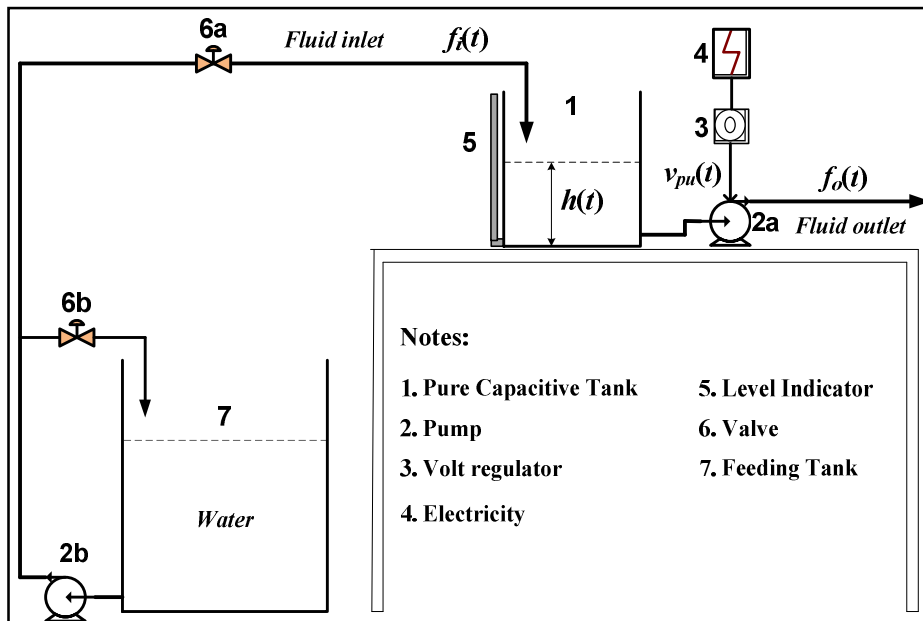 6a
Fluid inlet
fi(t)
4
1
3
5
vpu(t)
fo(t)
h(t)
2a
Fluid outlet
6b
7
Water
2b
Notes:
1. Pure Capacitive Tank
2. Pump
3. Volt regulator
4. Electricity
5. Level Indicator
6. Valve
7. Feeding Tank